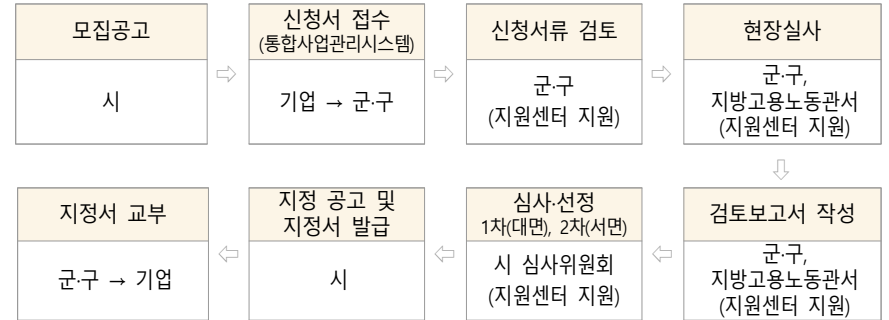 모집공고
시
신청서 접수
(통합사업관리시스템)
기업 → 군·구
신청서류 검토
군·구
(지원센터 지원)
현장실사
군·구,
지방고용노동관서
(지원센터 지원)
검토보고서 작성
군·구,
지방고용노동관서
(지원센터 지원)
심사·선정
1차(대면), 2차(서면)
시 심사위원회
(지원센터 지원)
지정 공고 및
지정서 발급
시
지정서 교부
군·구 → 기업